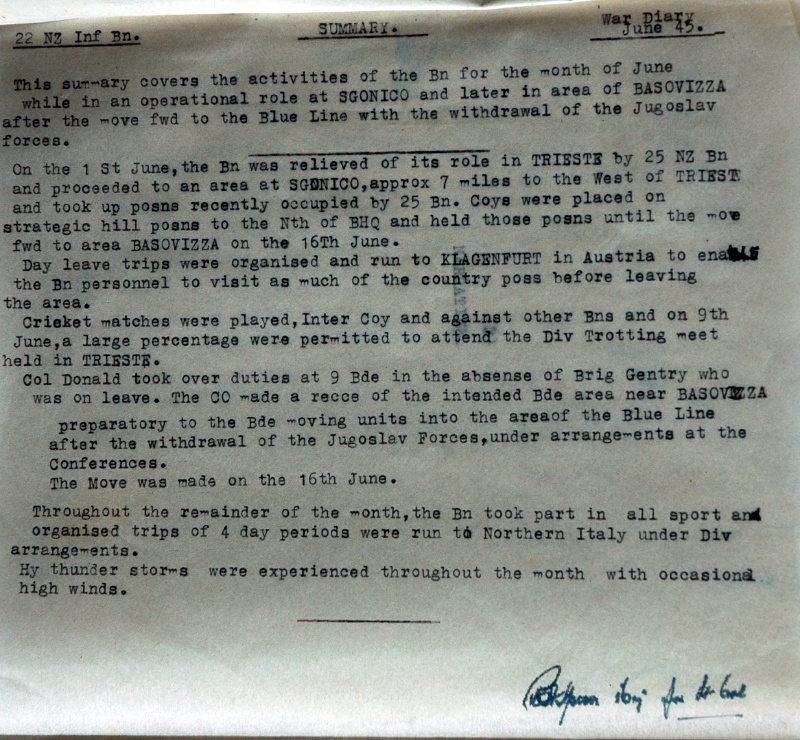 War Diary
22 NZ Inf Bn. SUMMARY. June 45.
This summary covers the activities of the Bn for the month of June
while in an operational role at SGONICO and later in area of BASOVIZZA
after the move fwd to the Blue Line with the withdrawal of the Jugoslav
forces.
On the 1 St June,the Bn was relieved of its role in TRIESTE by 25 NZ Bn
and proceeded to an area at SGONICO,approx 7 miles to the West of TRIESTE
and took up posns recently occupied by 25 Bn. Coys were placed on
strategic hill posns to the Nth of BHQ and held those posns until the move
fwd to area BASOVIZZA on the 16Th June.
Day leave trips were organised and run to KLAGENFURT in Austria to enable
the Bn personnel to visit as much of the country poss before leaving
the area.
Cricket matches were played,Inter Coy and against other Bns and on 9th
June,a large percentage were permitted to attend the Div Trotting meet
held in TRIESTE.
Col Donald took over duties at 9 Bde in the absense of Brig Gentry who
was on leave. The CO made a recce of the intended Bde area near BASOVIZZA
preparatory to the Bde moving units into the areaof the Blue Line
after the withdrawal of the Jugoslav Forces,under arrangements at the
Conferences.
The Move was made on the 16th June.
Throughout the remainder of the month,the Bn took part in all sport and
organised trips of 4 day periods were run to Northern Italy under Div
arrangements.
Hy thunder storms were experienced throughout the month with occasional
high winds.
for Lt Col